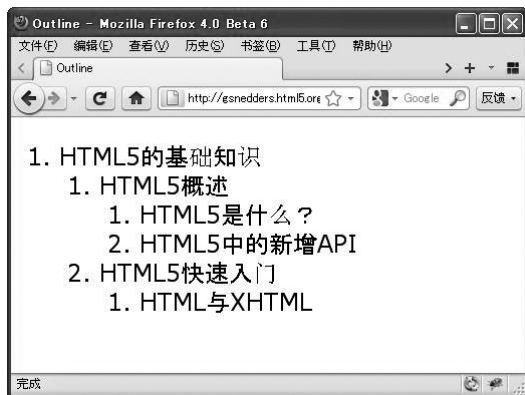 Outline - Mozilla Firefox 4.0 Beta 6
文件(F) 编辑(E) 查看(V) 历史(S) 书签(B) 工具(T) 帮助(H)
Outline
http://gsnedders.html5.org
Google
反馈
1. HTML5的基础知识
1. HTML5概述
1. HTML5是什么？
2. HTML5中的新增API
2. HTML5快速入门
1. HTML与XHTML
完成